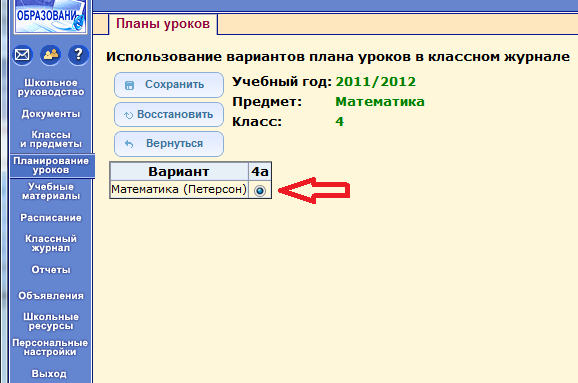 ОБРАЗОВАНИ
Планы уроков
Использование вариантов плана уроков в классном журнале
Сохранить
Восстановить
Вернуться
Учебный год: 2011/2012
Предмет: Математика
Класс: 4
Вариант 4а
Математика (Петерсон)
?
Школьное
руководство
Документы
Классы
и предметы
Планирование
уроков
Учебные
материалы
Расписание
Классный
журнал
Отчеты
Объявления
Школьные
ресурсы
Персональные
настройки
Выход